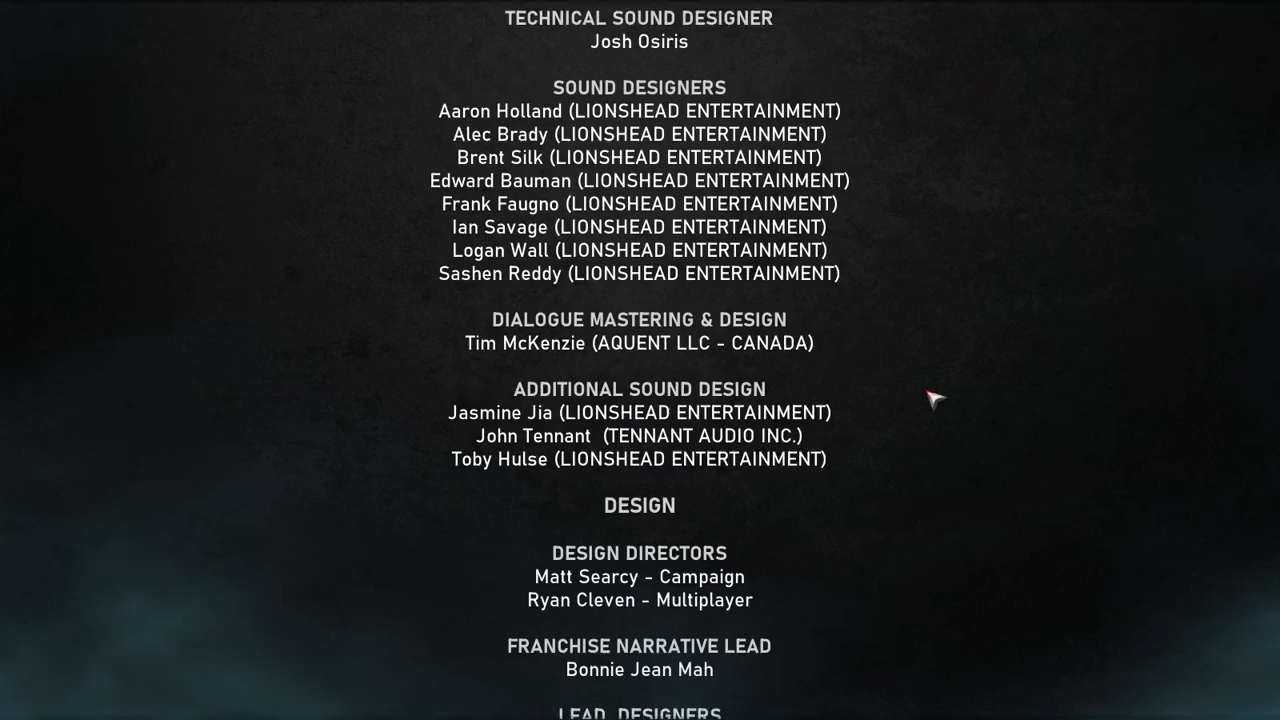 TECHNICAL SOUND DESIGNER
Josh Osiris
SOUND DESIGNERS
Aaron Holland (LIONSHEAD ENTERTAINMENT)
Alec Brady (LIONSHEAD ENTERTAINMENT)
Brent Silk (LIONSHEAD ENTERTAINMENT)
Edward Bauman (LIONSHEAD ENTERTAINMENT)
Frank Faugno (LIONSHEAD ENTERTAINMENT)
Ian Savage (LIONSHEAD ENTERTAINMENT)
Logan Wall (LIONSHEAD ENTERTAINMENT)
Sashen Reddy (LIONSHEAD ENTERTAINMENT)
DIALOGUE MASTERING & DESIGN
Tim McKenzie (AQUENT LLC - CANADA)
ADDITIONAL SOUND DESIGN
Jasmine Jia (LIONSHEAD ENTERTAINMENT)
John Tennant  (TENNANT AUDIO INC.)
Toby Hulse (LIONSHEAD ENTERTAINMENT)
DESIGN
DESIGN DIRECTORS
Matt Searcy - Campaign
Ryan Cleven - Multiplayer
FRANCHISE NARRATIVE LEAD
Bonnie Jean Mah
LEAD  DESIGNERS